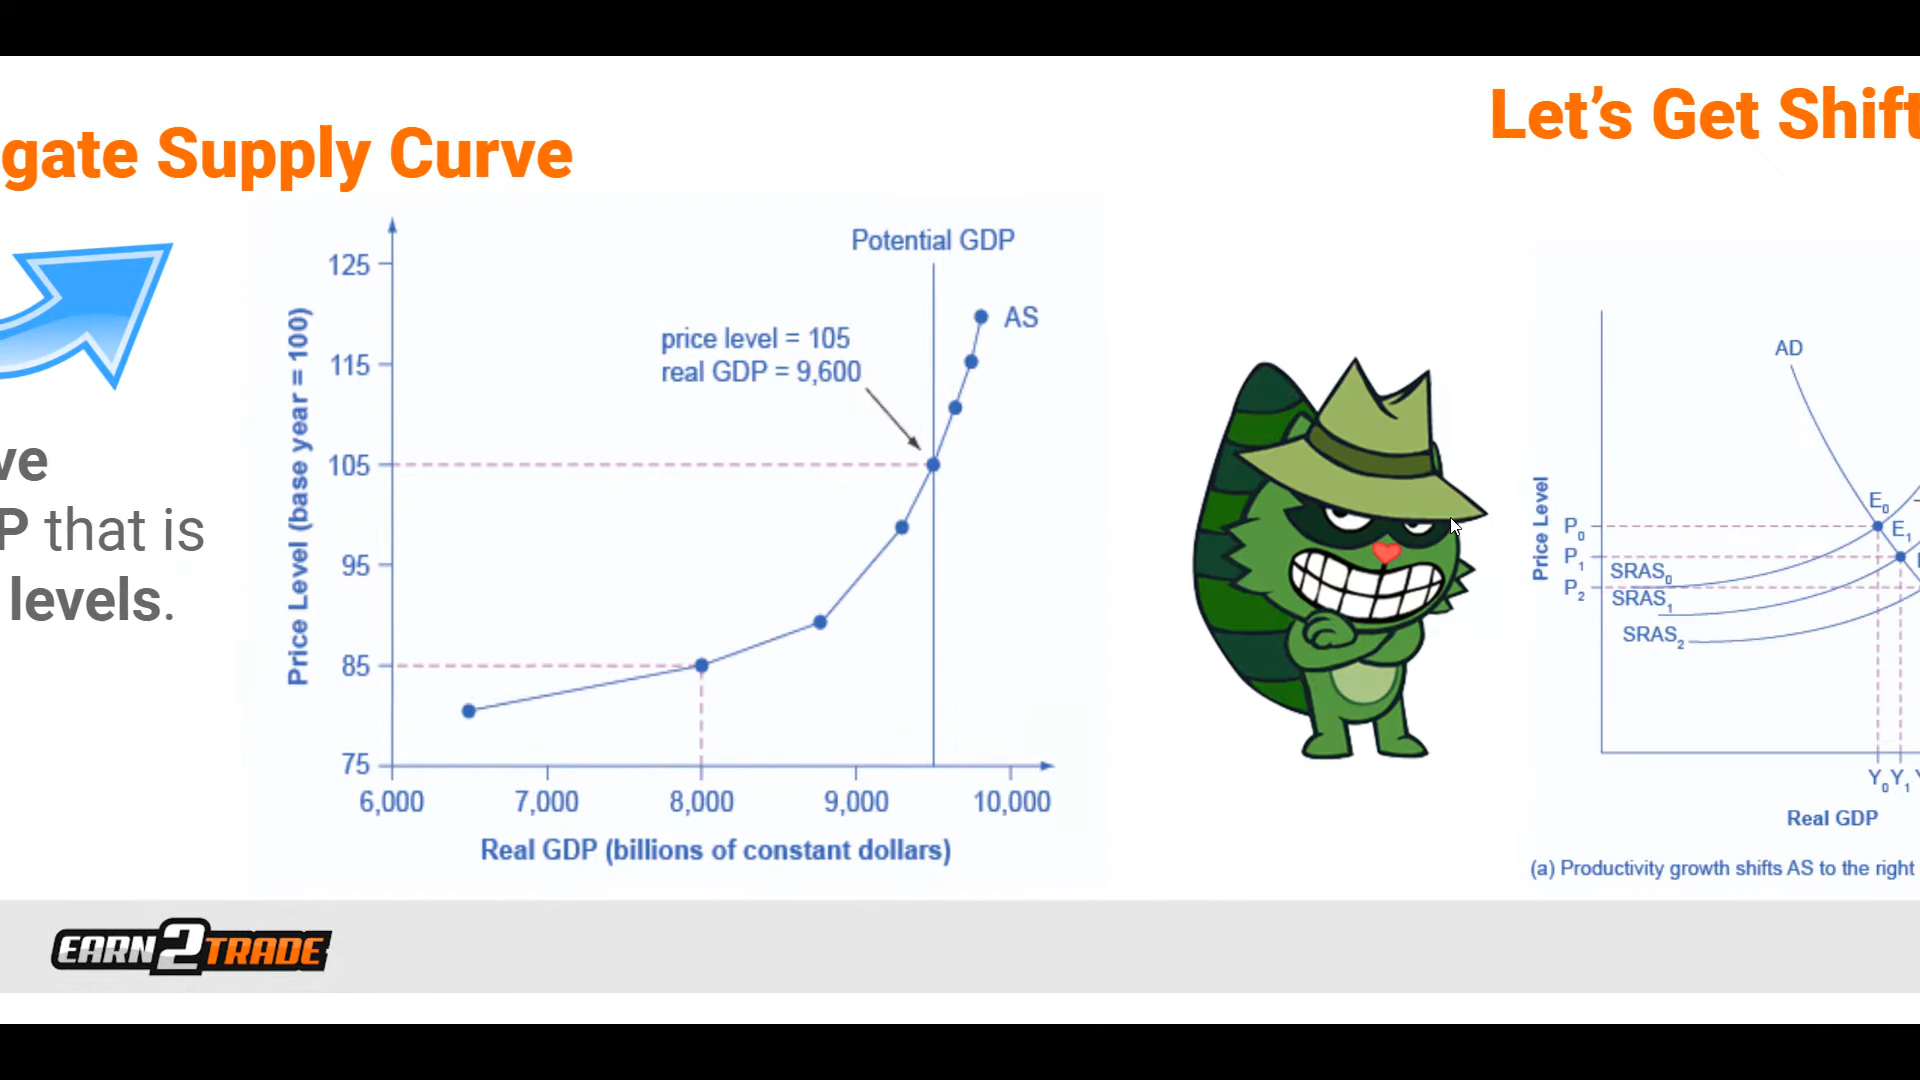 gate Supply Curve
ve
P that is
levels.
Potential GDP
AS
price level = 105
real GDP = 9,600
Price Level (base year = 100)
125
115
105
95
85
75
6,000 7,000 8,000 9,000 10,000
Real GDP (billions of constant dollars)
Let's Get Shift
AD
E0
E1
Price Level
P0
P1
P2
SRAS0
SRAS1
SRAS2
Y0 Y1
Real GDP
(a) Productivity growth shifts AS to the right
EARN2TRADE